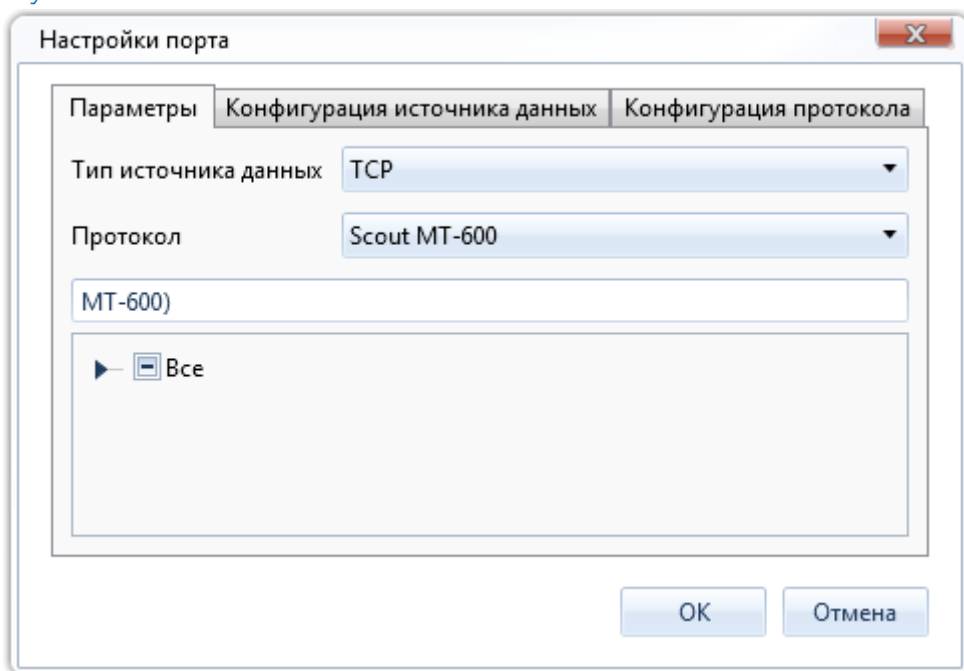 Настройки порта
Параметры Конфигурация источника данных Конфигурация протокола
Тип источника данных TCP
Протокол Scout MT-600
MT-600)
Все
OK Отмена